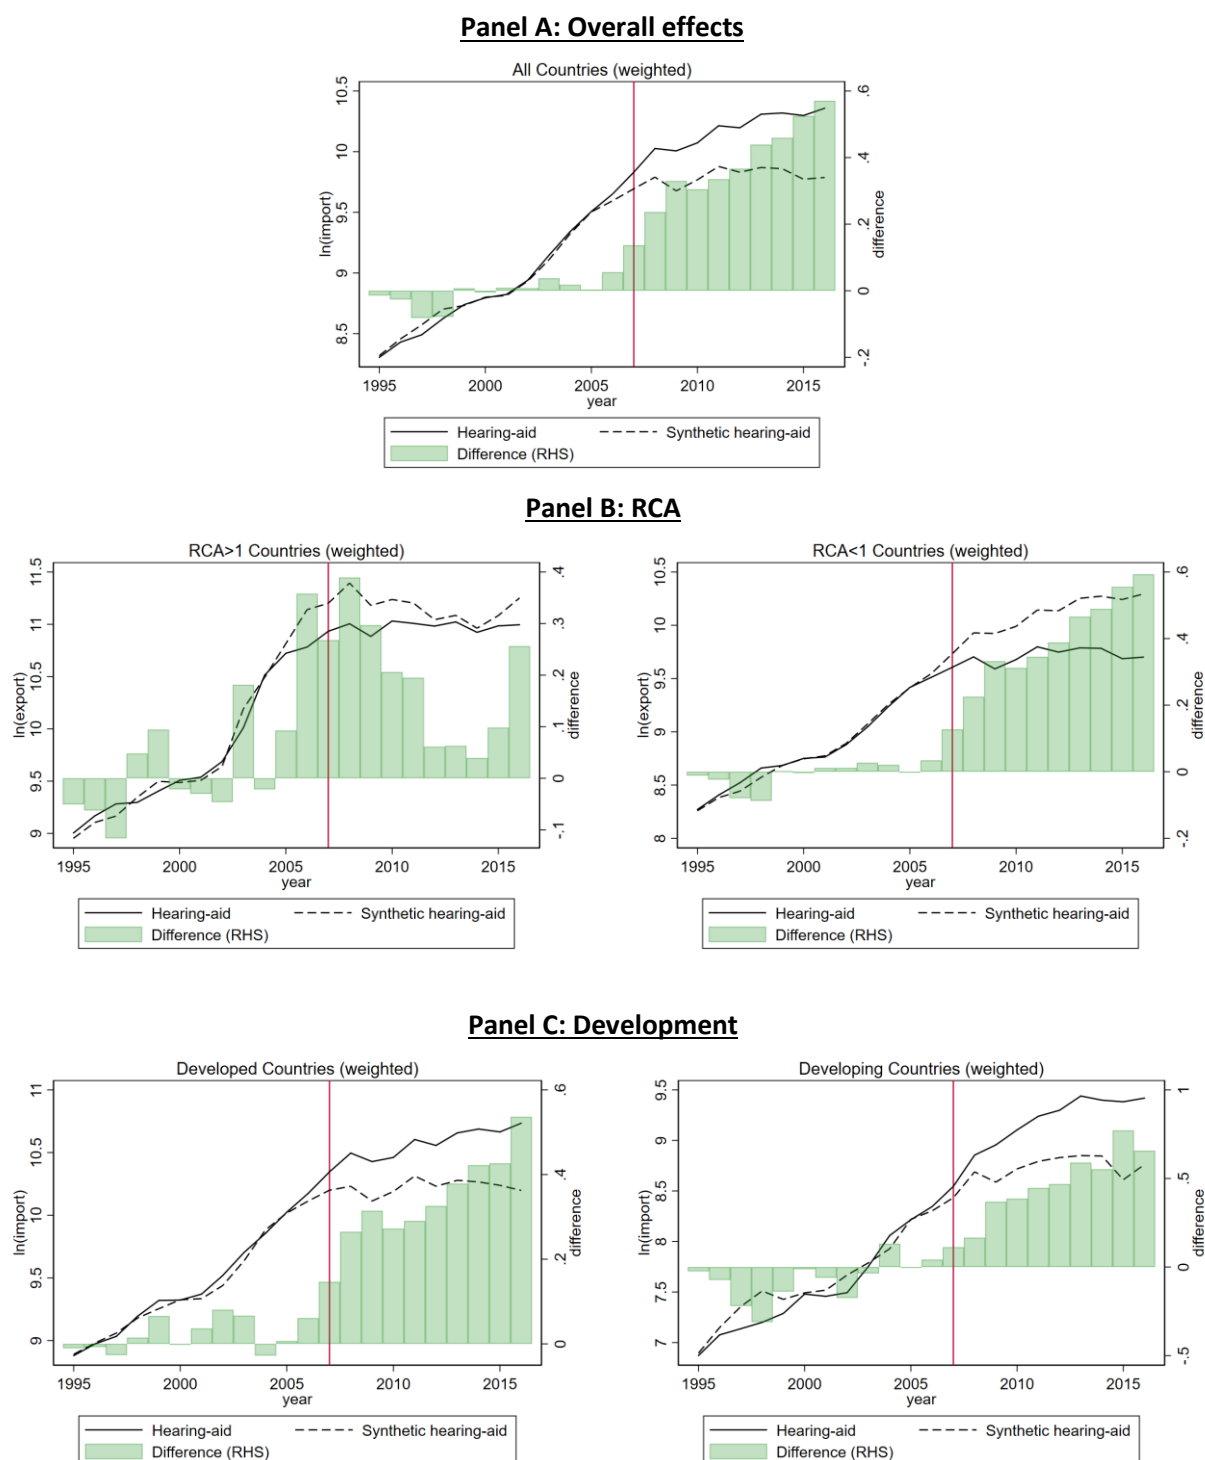 Panel A: Overall effects
All Countries (weighted)
ln(import)
10.5
10
9.5
9
8.5
.6
.4
.2
0
-.2
difference
1995 2000 2005 2010 2015
year
Hearing-aid Synthetic hearing-aid
Difference (RHS)
Panel B: RCA
RCA>1 Countries (weighted)
ln(export)
11.5
11
10.5
10
9.5
9
.4
.3
.2
.1
0
-.1
difference
1995 2000 2005 2010 2015
year
Hearing-aid Synthetic hearing-aid
Difference (RHS)
RCA<1 Countries (weighted)
ln(export)
10.5
10
9.5
9
8.5
8
.6
.4
.2
0
-.2
difference
1995 2000 2005 2010 2015
year
Hearing-aid Synthetic hearing-aid
Difference (RHS)
Panel C: Development
Developed Countries (weighted)
ln(import)
11
10.5
10
9.5
9
.6
.4
.2
0
difference
1995 2000 2005 2010 2015
year
Hearing-aid Synthetic hearing-aid
Difference (RHS)
Developing Countries (weighted)
ln(import)
9.5
9
8.5
8
7.5
7
1
.5
0
-.5
difference
1995 2000 2005 2010 2015
year
Hearing-aid Synthetic hearing-aid
Difference (RHS)